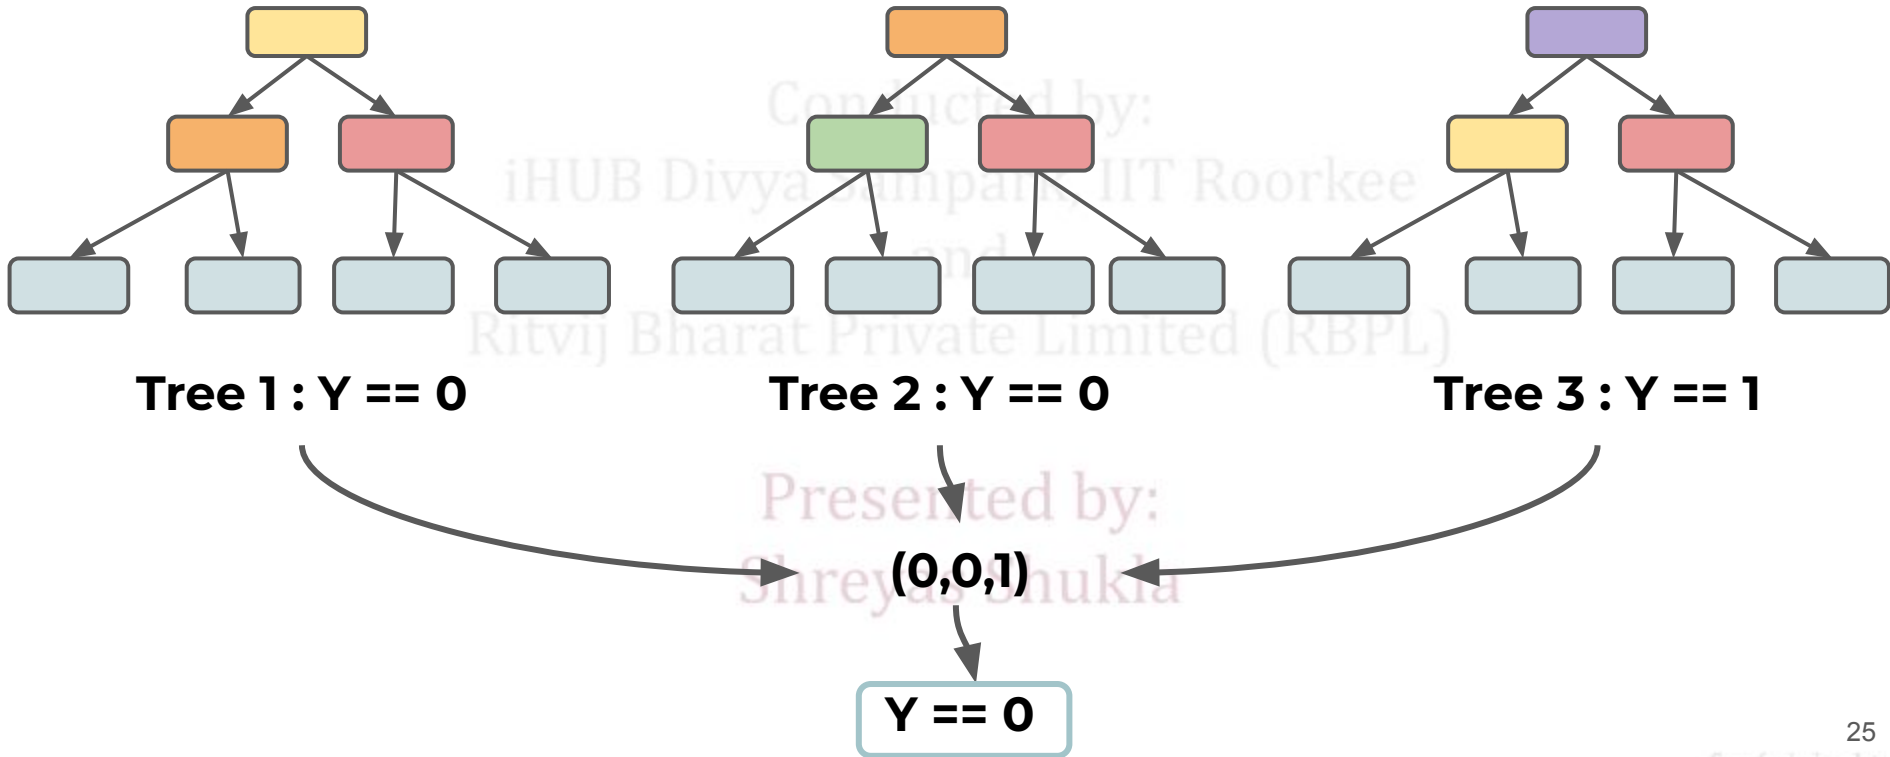 Conducted by:
iHUB Divya Sampark, IIT Roorkee
and
Ritvij Bharat Private Limited (RBPL)
Tree 1 : Y == 0
Tree 2 : Y == 0
Tree 3 : Y == 1
Presented by:
(0,0,1)
Shreyas Shukla
Y == 0
25